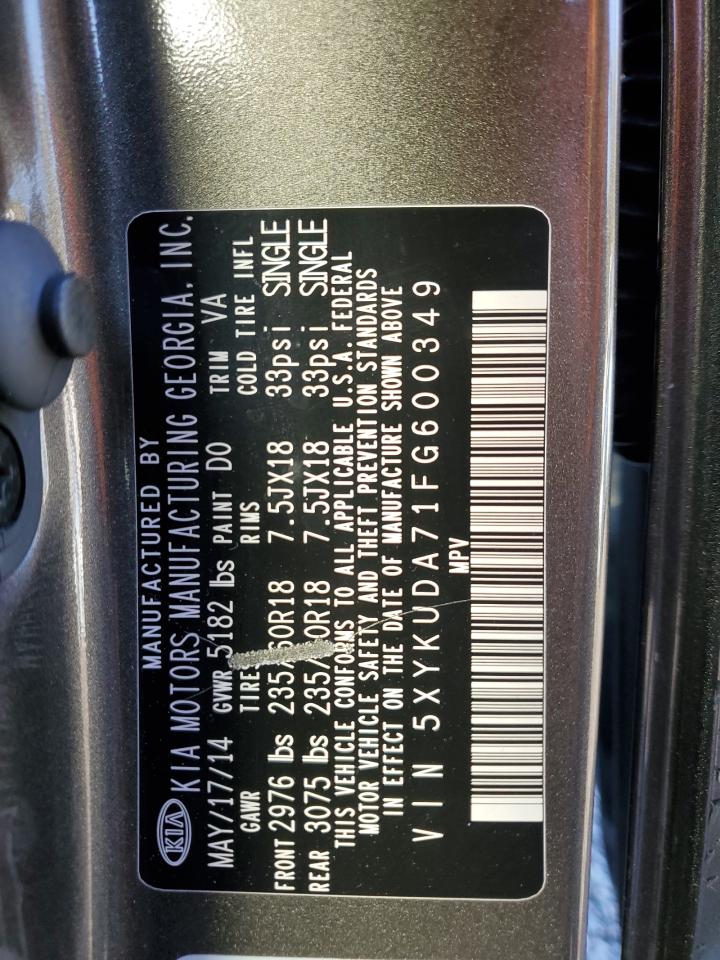 MANUFACTURED BY
KIA KIA MOTORS MANUFACTURING GEORGIA, INC.
MAY/17/14 GVWR 5182 lbs PAINT DO TRIM VA
GAWR TIRE RIMS COLD TIRE INFL
FRONT 2976 lbs 235/60R18 7.5JX18 33psi SINGLE
REAR 3075 lbs 235/60R18 7.5JX18 33psi SINGLE
THIS VEHICLE CONFORMS TO ALL APPLICABLE U.S.A. FEDERAL
MOTOR VEHICLE SAFETY AND THEFT PREVENTION STANDARDS
IN EFFECT ON THE DATE OF MANUFACTURE SHOWN ABOVE
VIN 5XYKUDA71FG600349
MPV